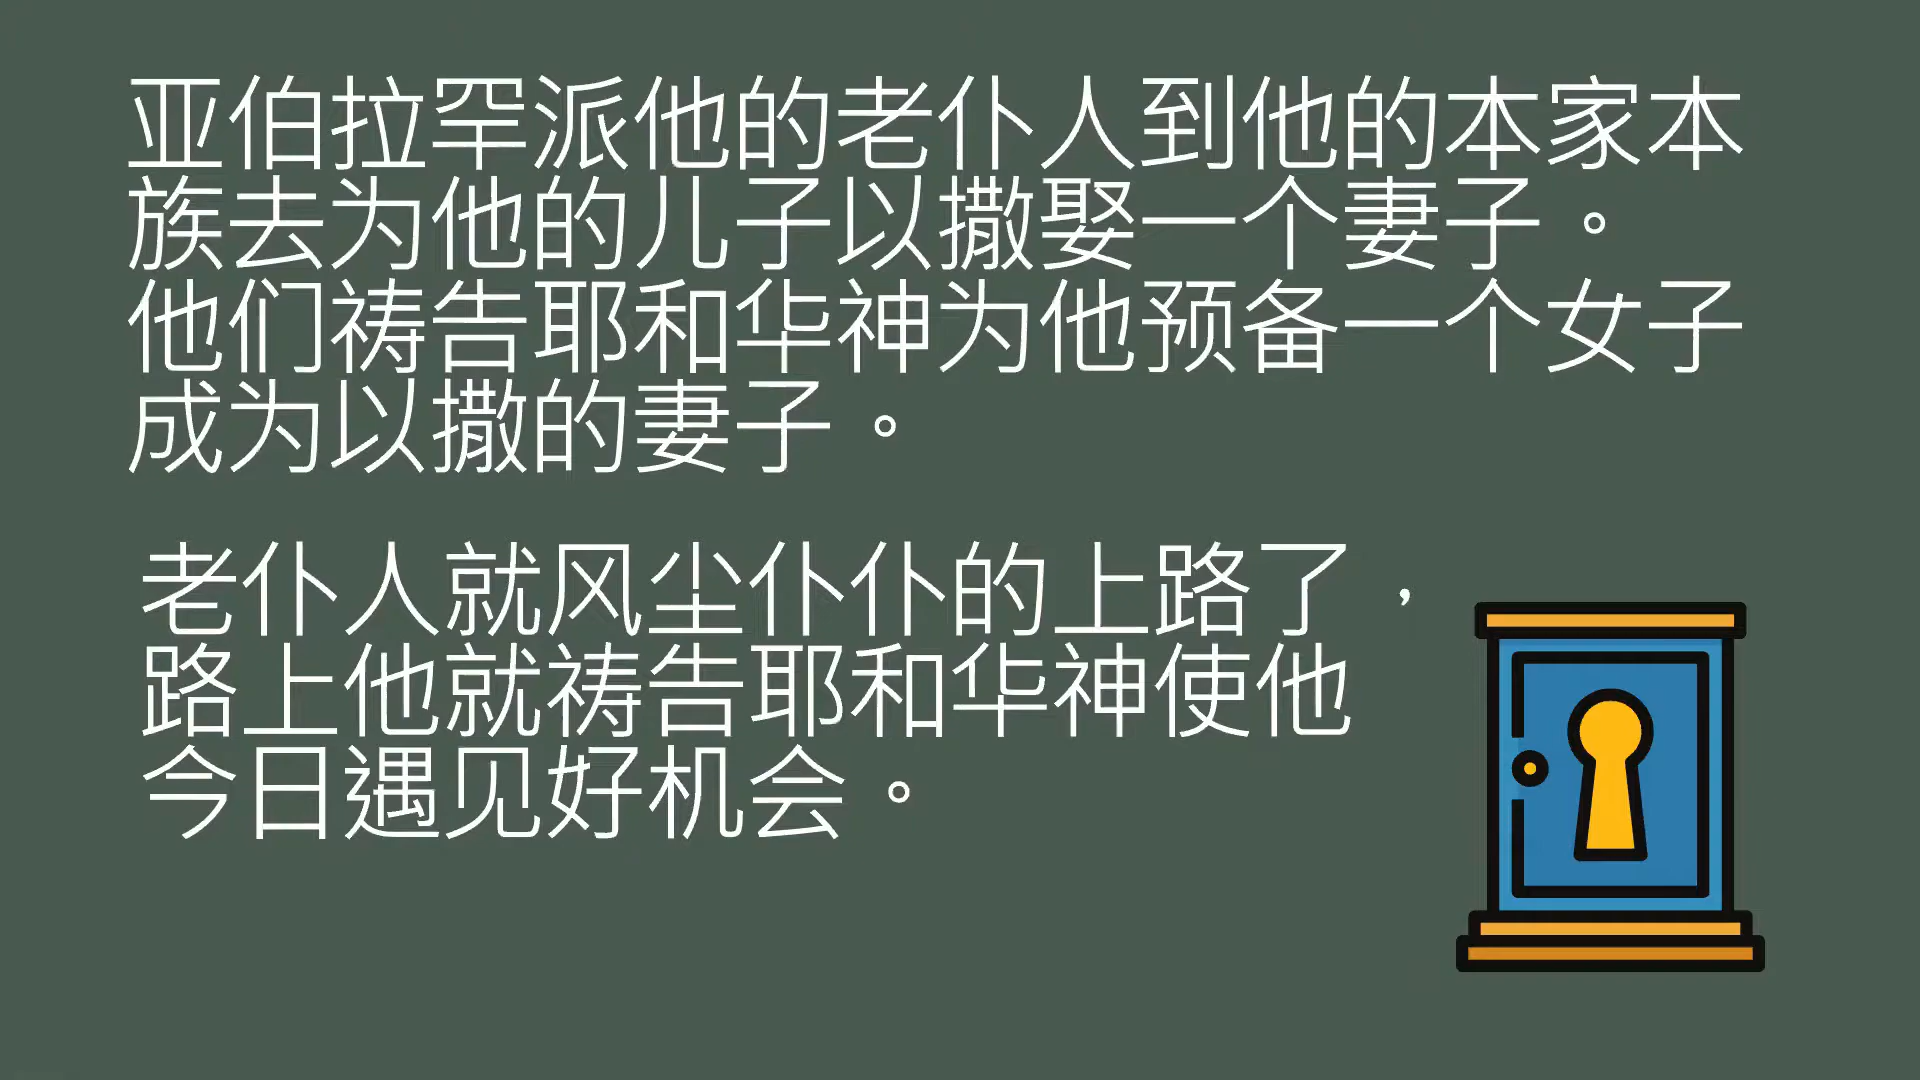 亚伯拉罕派他的老仆人到他的本家本
族去为他的儿子以撒娶一个妻子。
他们祷告耶和华神为他预备一个女子
成为以撒的妻子。
老仆人就风尘仆仆的上路了，
路上他就祷告耶和华神使他
今日遇见好机会。